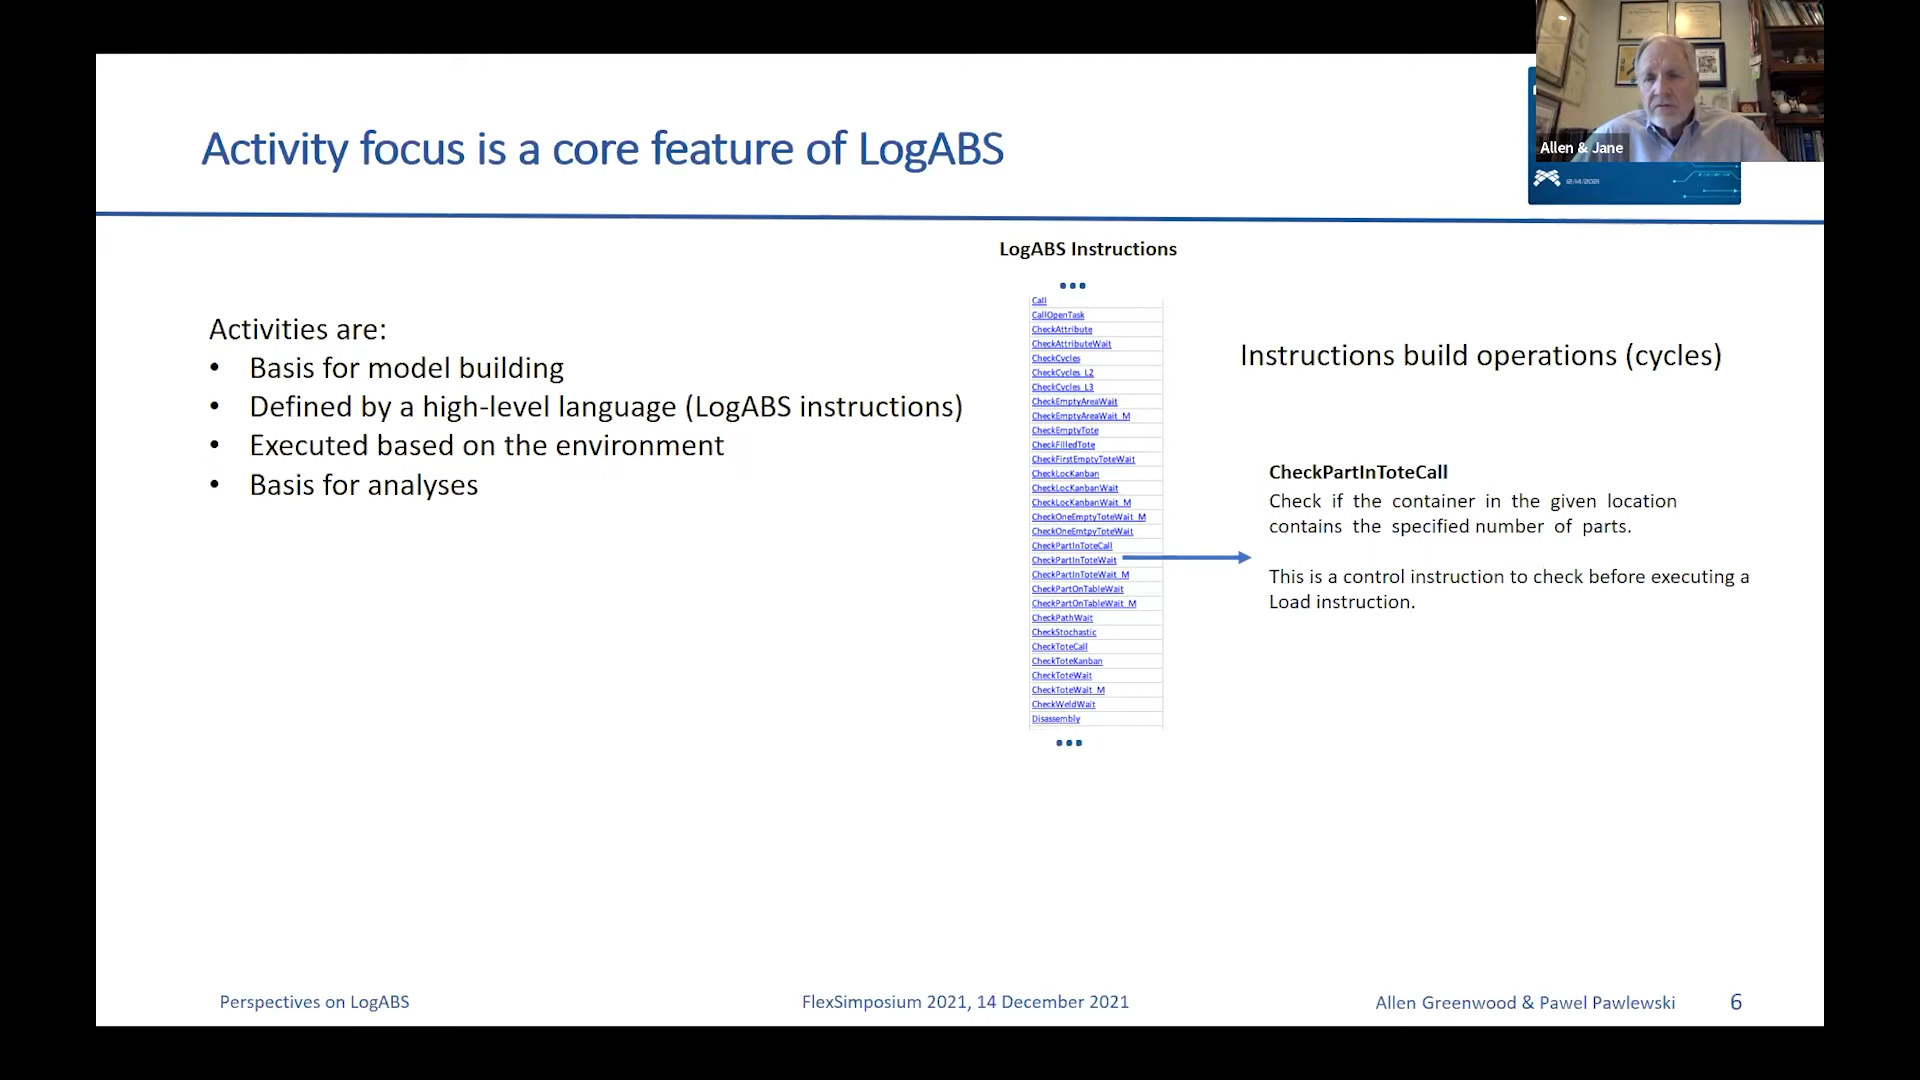 Allen & Jane
12/14/2021
Activity focus is a core feature of LogABS
Activities are:
• Basis for model building
• Defined by a high-level language (LogABS instructions)
• Executed based on the environment
• Basis for analyses
LogABS Instructions
...
Call
CallOpenTask
CheckAttribute
CheckAttributeWait
CheckCycles
CheckCycles_L2
CheckCycles_L3
CheckEmptyAreaWait
CheckEmptyAreaWait_M
CheckEmptyTote
CheckFilledTote
CheckFirstEmptyToteWait
CheckLocKanban
CheckLocKanbanWait
CheckLocKanbanWait_M
CheckOneEmptyToteWait_M
CheckOneEmtpyToteWait
CheckPartInToteCall
CheckPartInToteWait
CheckPartInToteWait_M
CheckPartOnTableWait
CheckPartOnTableWait_M
CheckPathWait
CheckStochastic
CheckToteCall
CheckToteKanban
CheckToteWait
CheckToteWait_M
CheckWeldWait
Disassembly
...
Instructions build operations (cycles)
CheckPartInToteCall
Check if the container in the given location
contains the specified number of parts.
This is a control instruction to check before executing a
Load instruction.
Perspectives on LogABS
FlexSimposium 2021, 14 December 2021
Allen Greenwood & Pawel Pawlewski
6